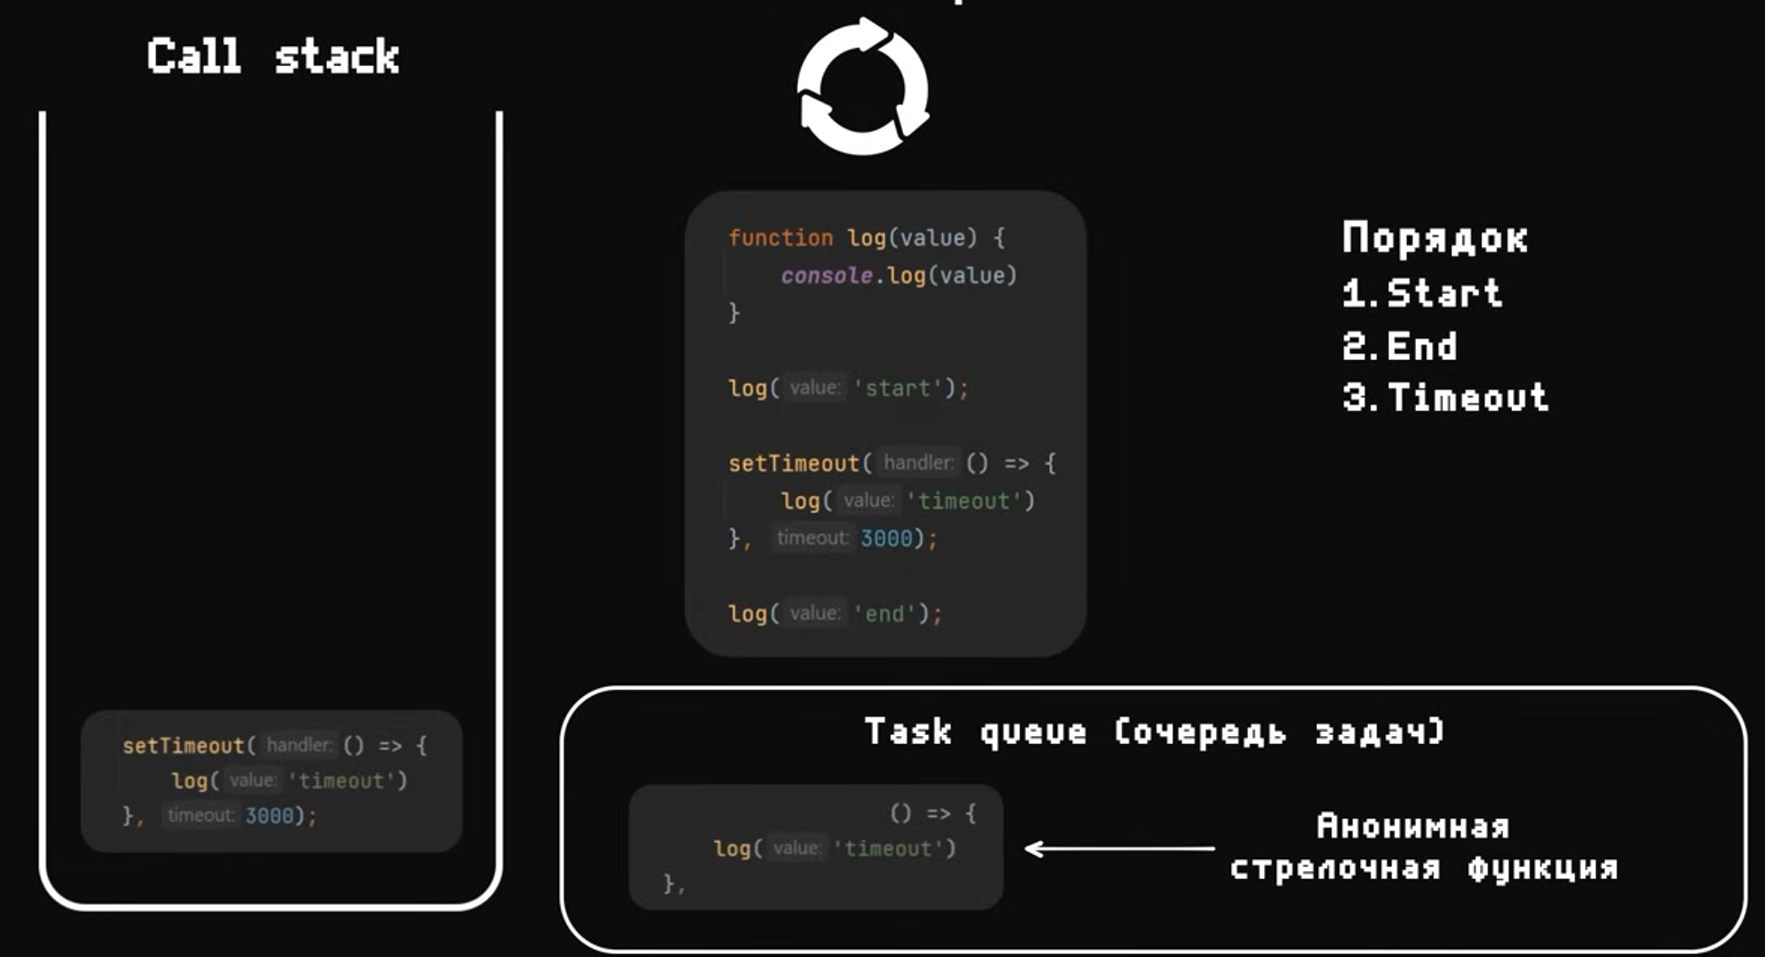 Call stack
function log(value) {
console.log(value)
}
log( value: 'start');
setTimeout( handler: () => {
log( value: 'timeout')
}, timeout: 3000);
log( value: 'end');
Порядок
1.Start
2.End
3.Timeout
setTimeout( handler: () => {
log( value: 'timeout')
}, timeout: 3000);
Task queue (очередь задач)
() => {
log( value: 'timeout')
},
Анонимная
стрелочная функция